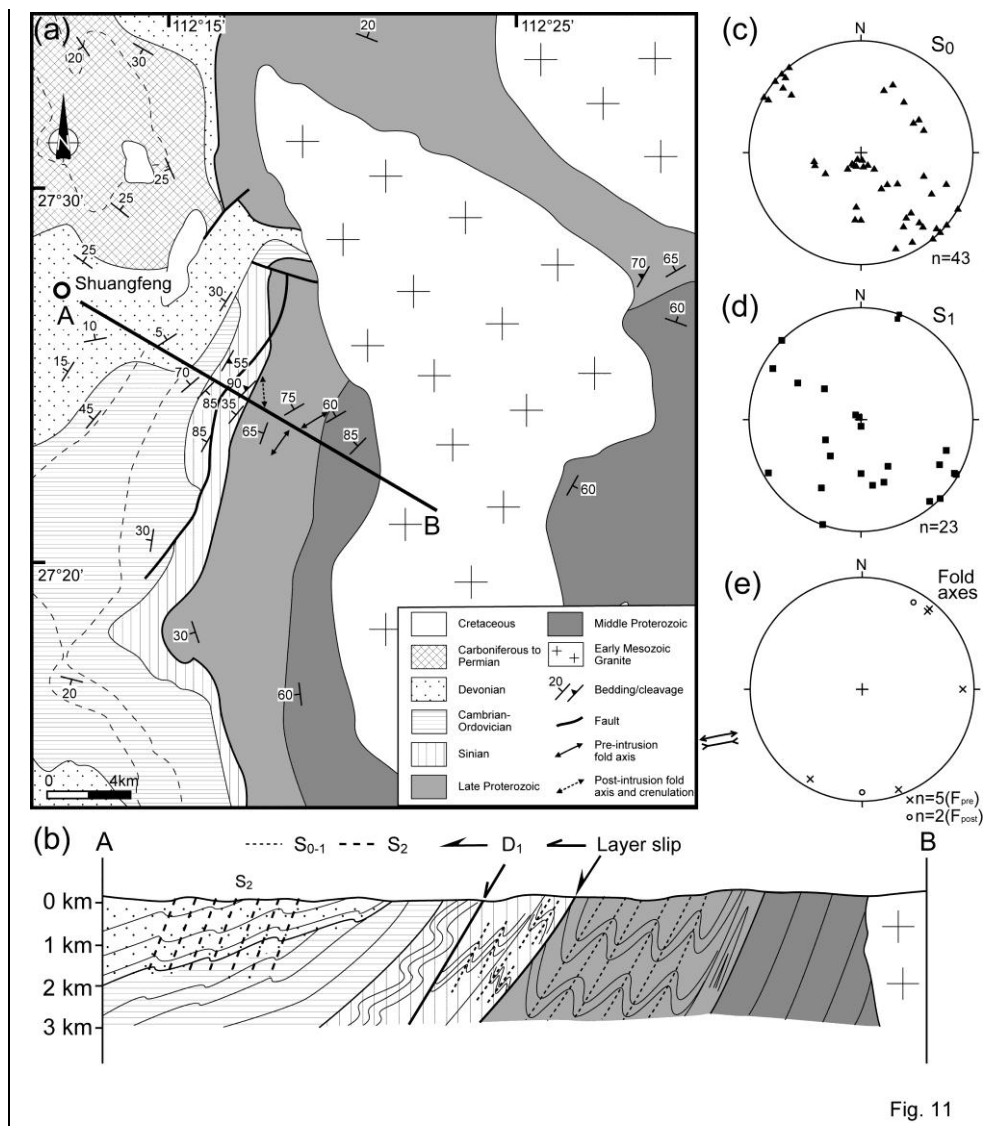 (a)
112°15'
112°25'
20
20
30
25
25
25
27°30'
25
Shuangfeng
A
30
10
5
15
70
55
90
85
35
45
85
75
60
65
85
70
65
60
60
B
30
27°20'
30
60
20
0 4km
Cretaceous
Carboniferous to Permian
Devonian
Cambrian-Ordovician
Sinian
Late Proterozoic
Middle Proterozoic
Early Mesozoic Granite
20 Bedding/cleavage
Fault
Pre-intrusion fold axis
Post-intrusion fold axis and crenulation
(c)
N
S0
n=43
(d)
N
S1
n=23
(e)
N
Fold axes
×n=5(Fpre)
○n=2(Fpost)
(b)
A
S0-1 S2 D1 Layer slip
B
S2
0 km
1 km
2 km
3 km
Fig. 11